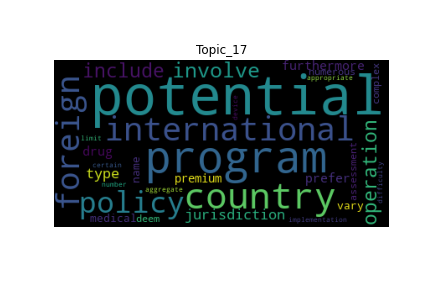 Topic_17
include
involve
furthermore
numerous
appropriate
complex
potential
foreign
international
limit
operation
drug
program
certain
type
number
name
premium
aggregate
prefer
assessment
difficulty
country
policy
vary
medical
deem
jurisdiction
implementation